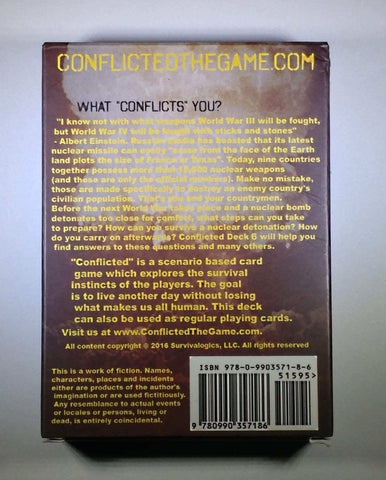 CONFLICTEDTHEGAME.COM
WHAT "CONFLICTS" YOU?
"I know not with what weapons World War III will be fought,
but World War IV will be fought with sticks and stones"
- Albert Einstein. Russian media has boasted that its latest
nuclear missile can empty "erase from the face of the Earth
land plots the size of France or Texas". Today, nine countries
together possess more than 15,000 nuclear weapons
(and those are only the official numbers). Make no mistake,
those are made specifically to destroy an enemy country's
civilian population. That's you and your countrymen.
Before the next World War takes place and a nuclear bomb
detonates too close for comfort, what steps can you take
to prepare? How can you survive a nuclear detonation? How
do you carry on afterwards? Conflicted Deck 6 will help you
find answers to these questions and many others.
"Conflicted" is a scenario based card
game which explores the survival
instincts of the players. The goal
is to live another day without losing
what makes us all human. This deck
can also be used as regular playing cards.
Visit us at www.ConflictedTheGame.com.
All content copyright © 2016 Survivalogics, LLC. All rights reserved
This is a work of fiction. Names,
characters, places and incidents
either are products of the author's
imagination or are used fictitiously.
Any resemblance to actual events
or locales or persons, living or
dead, is entirely coincidental.
ISBN 978-0-9903571-8-6
51595>
9 780990 357186